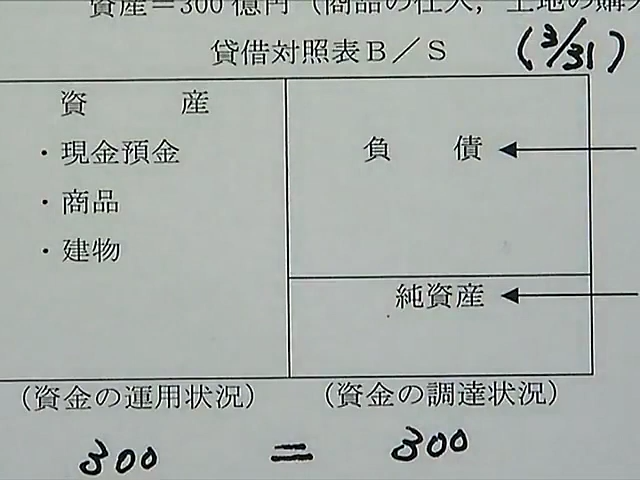 資産＝300億円（商品の仕入，土地の購入
貸借対照表Ｂ／Ｓ (3/31)
資 産
・現金預金
・商品
・建物
負 債
純資産
（資金の運用状況） （資金の調達状況）
300 = 300